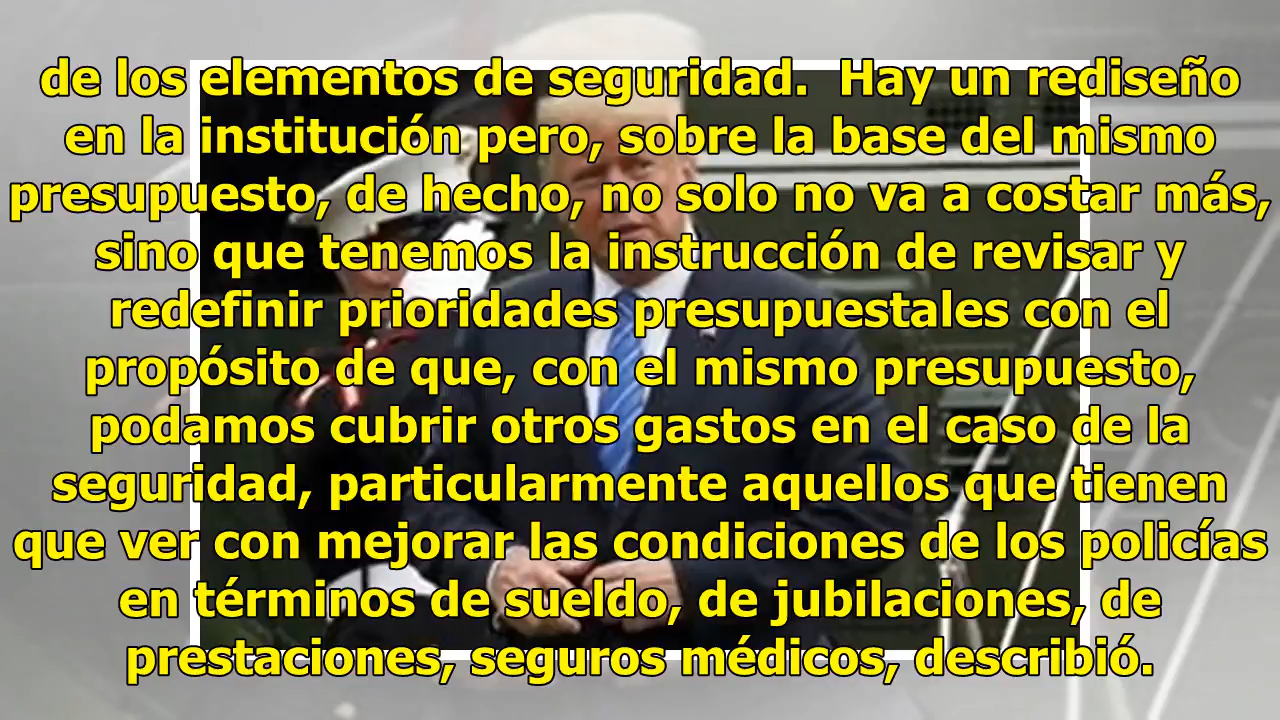 de los elementos de seguridad.  Hay un rediseño
en la institución pero, sobre la base del mismo
presupuesto, de hecho, no solo no va a costar más,
sino que tenemos la instrucción de revisar y
redefinir prioridades presupuestales con el
propósito de que, con el mismo presupuesto,
podamos cubrir otros gastos en el caso de la
seguridad, particularmente aquellos que tienen
que ver con mejorar las condiciones de los policías
en términos de sueldo, de jubilaciones, de
prestaciones, seguros médicos, describió.